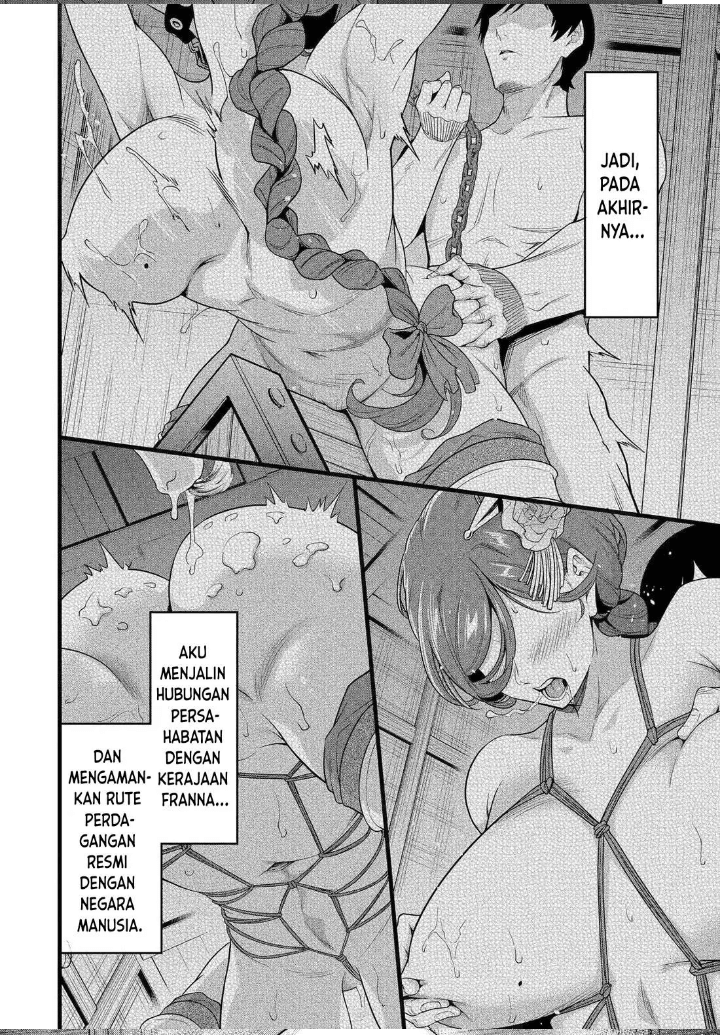 JADI,
PADA
AKHIR-
NYA...
AKU
MENJALIN
HUBUNGAN
PERSA-
HABATAN
DENGAN
KERAJAAN
FRANNA...
DAN
MENGAMAN-
KAN RUTE
PERDA-
GANGAN
RESMI
DENGAN
NEGARA
MANUSIA.